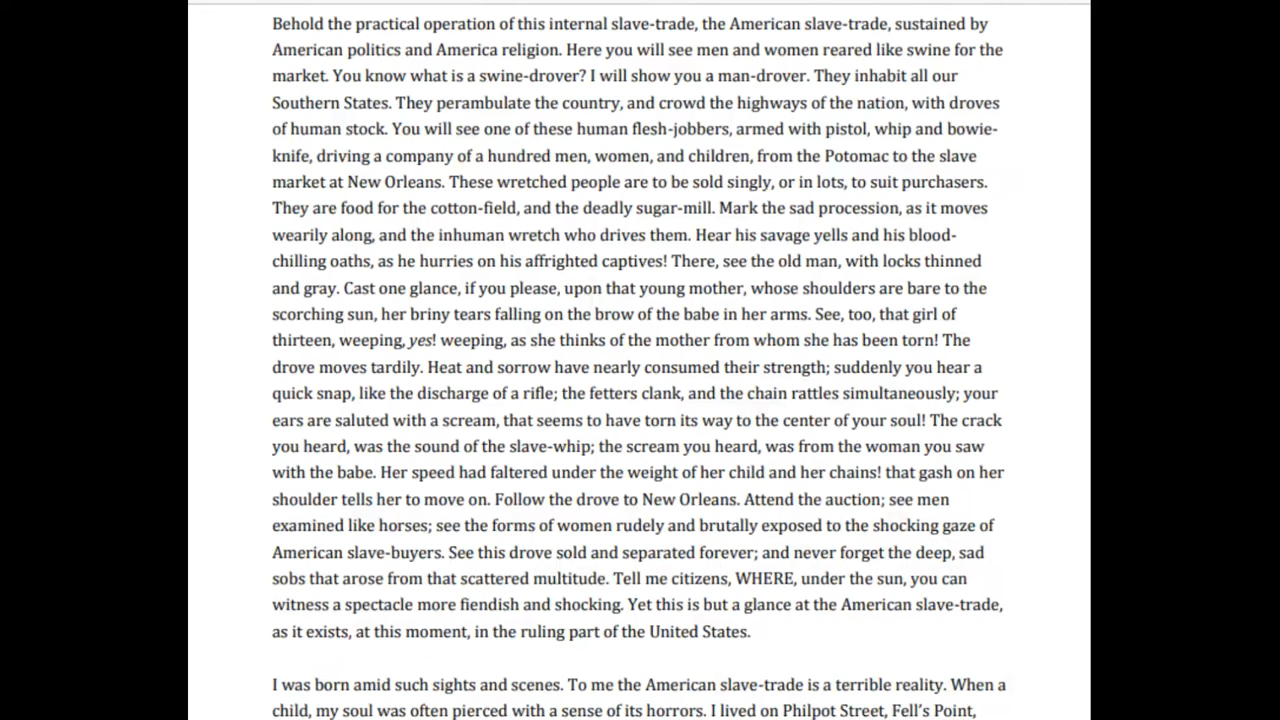 Behold the practical operation of this internal slave-trade, the American slave-trade, sustained by
American politics and America religion. Here you will see men and women reared like swine for the
market. You know what is a swine-drover? I will show you a man-drover. They inhabit all our
Southern States. They perambulate the country, and crowd the highways of the nation, with droves
of human stock. You will see one of these human flesh-jobbers, armed with pistol, whip and bowie-
knife, driving a company of a hundred men, women, and children, from the Potomac to the slave
market at New Orleans. These wretched people are to be sold singly, or in lots, to suit purchasers.
They are food for the cotton-field, and the deadly sugar-mill. Mark the sad procession, as it moves
wearily along, and the inhuman wretch who drives them. Hear his savage yells and his blood-
chilling oaths, as he hurries on his affrighted captives! There, see the old man, with locks thinned
and gray. Cast one glance, if you please, upon that young mother, whose shoulders are bare to the
scorching sun, her briny tears falling on the brow of the babe in her arms. See, too, that girl of
thirteen, weeping, yes! weeping, as she thinks of the mother from whom she has been torn! The
drove moves tardily. Heat and sorrow have nearly consumed their strength; suddenly you hear a
quick snap, like the discharge of a rifle; the fetters clank, and the chain rattles simultaneously; your
ears are saluted with a scream, that seems to have torn its way to the center of your soul! The crack
you heard, was the sound of the slave-whip; the scream you heard, was from the woman you saw
with the babe. Her speed had faltered under the weight of her child and her chains! that gash on her
shoulder tells her to move on. Follow the drove to New Orleans. Attend the auction; see men
examined like horses; see the forms of women rudely and brutally exposed to the shocking gaze of
American slave-buyers. See this drove sold and separated forever; and never forget the deep, sad
sobs that arose from that scattered multitude. Tell me citizens, WHERE, under the sun, you can
witness a spectacle more fiendish and shocking. Yet this is but a glance at the American slave-trade,
as it exists, at this moment, in the ruling part of the United States.
I was born amid such sights and scenes. To me the American slave-trade is a terrible reality. When a
child, my soul was often pierced with a sense of its horrors. I lived on Philpot Street, Fell's Point,